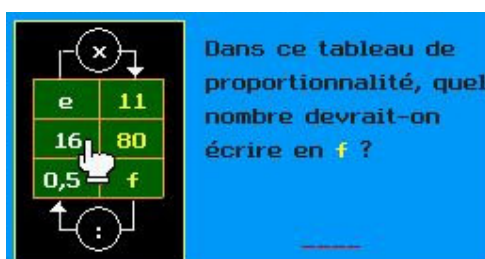 x
e 11
16 80
0,5 f
:
Dans ce tableau de
proportionnalité, quel
nombre devrait-on
écrire en f ?